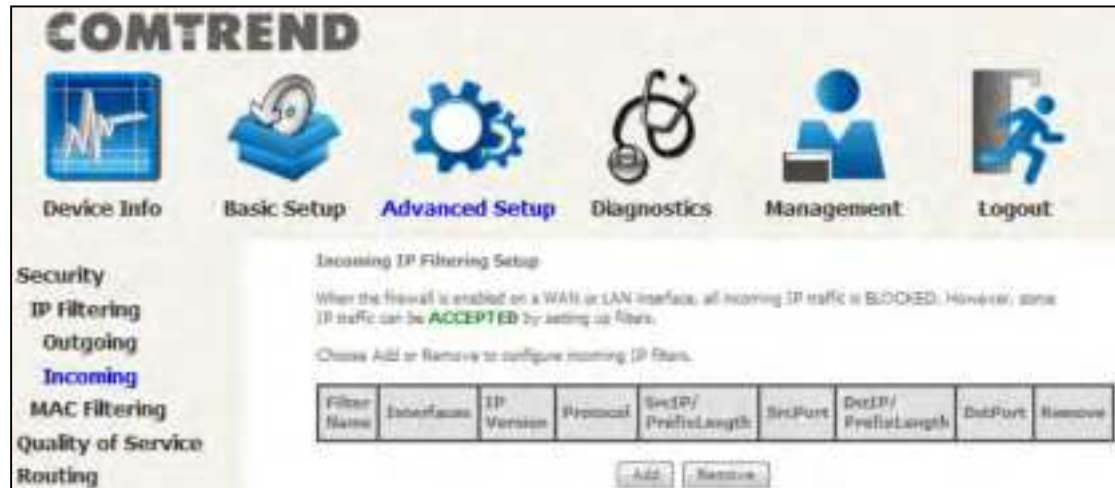 COMTREND
Device Info
Basic Setup
Advanced Setup
Diagnostics
Management
Logout
Security
IP Filtering
Outgoing
Incoming
MAC Filtering
Quality of Service
Routing
Incoming IP Filtering Setup
When the firewall is enabled on a WAN or LAN interface, all incoming IP traffic is BLOCKED. However, some
IP traffic can be ACCEPTED by setting up filters.
Choose Add or Remove to configure incoming IP filters.
Filter Name
Interfaces
IP Version
Protocol
SrcIP/ PrefixLength
SrcPort
DstIP/ PrefixLength
DstPort
Remove
Add
Remove